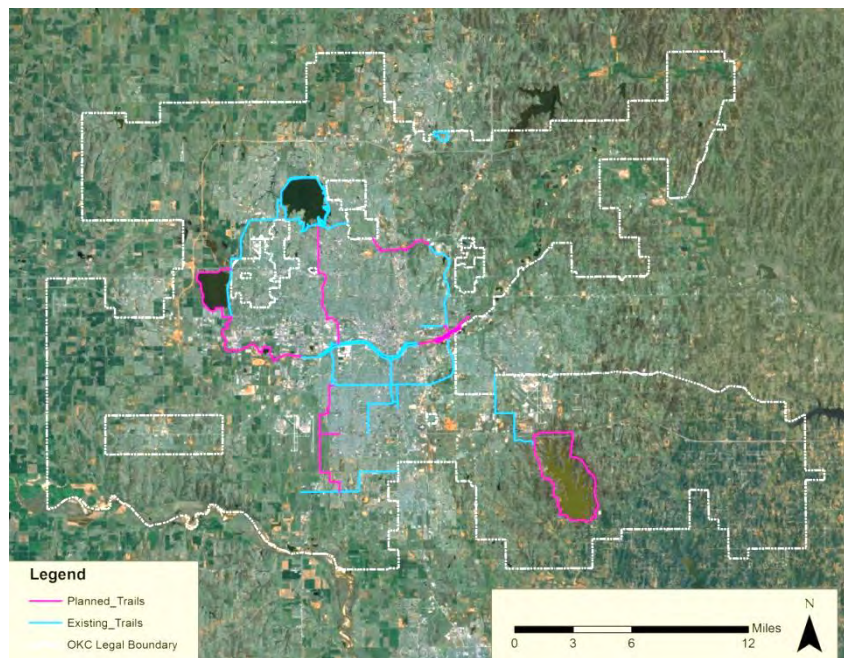 Legend
Planned_Trails
Existing_Trails
OKC Legal Boundary
Miles
0 3 6 12
N